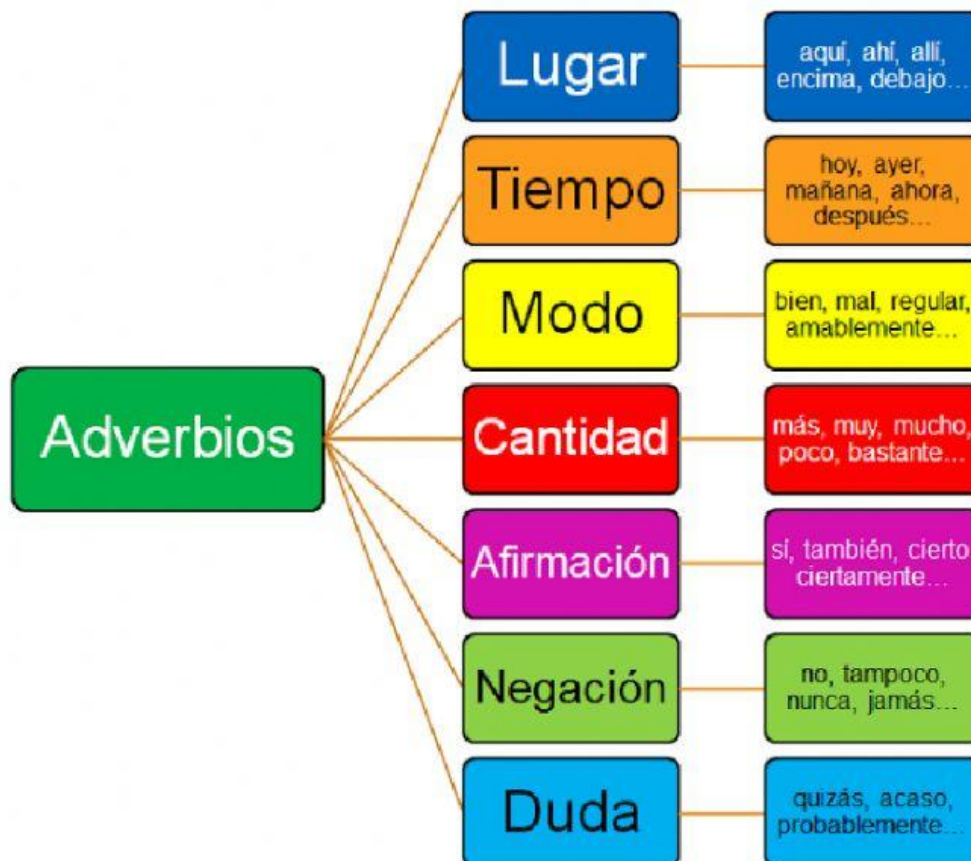 Adverbios
Lugar
aquí, ahí, allí,
encima, debajo...
Tiempo
hoy, ayer,
mañana, ahora,
después...
Modo
bien, mal, regular,
amablemente...
Cantidad
más, muy, mucho,
poco, bastante...
Afirmación
sí, también, cierto
ciertamente...
Negación
no, tampoco,
nunca, jamás...
Duda
quizás, acaso,
probablemente...